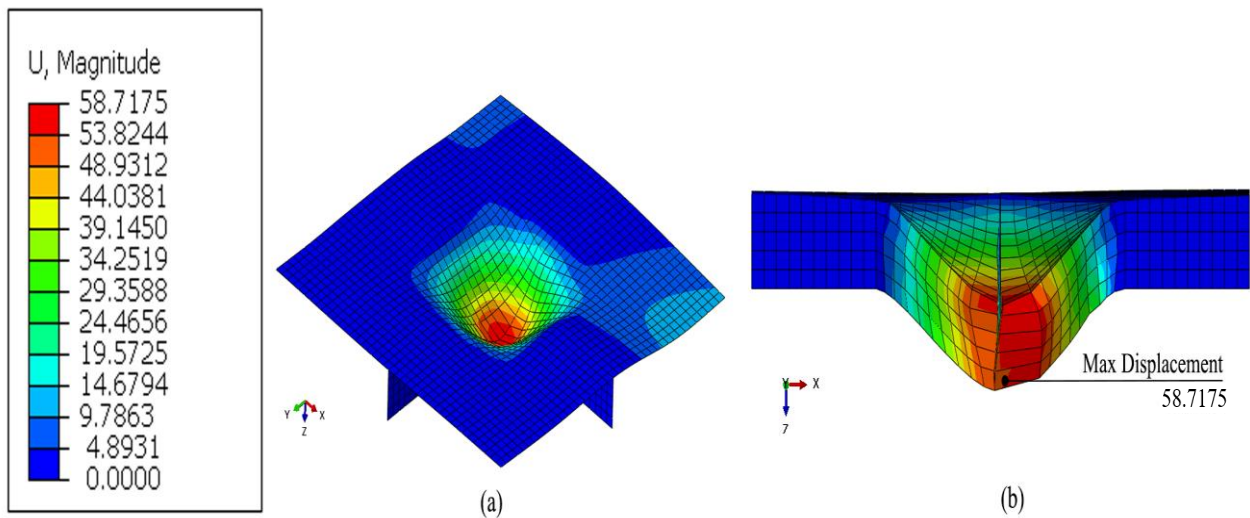 U, Magnitude
58.7175
53.8244
48.9312
44.0381
39.1450
34.2519
29.3588
24.4656
19.5725
14.6794
9.7863
4.8931
0.0000
Y
X
Z
(a)
Y
X
Z
Max Displacement
58.7175
(b)